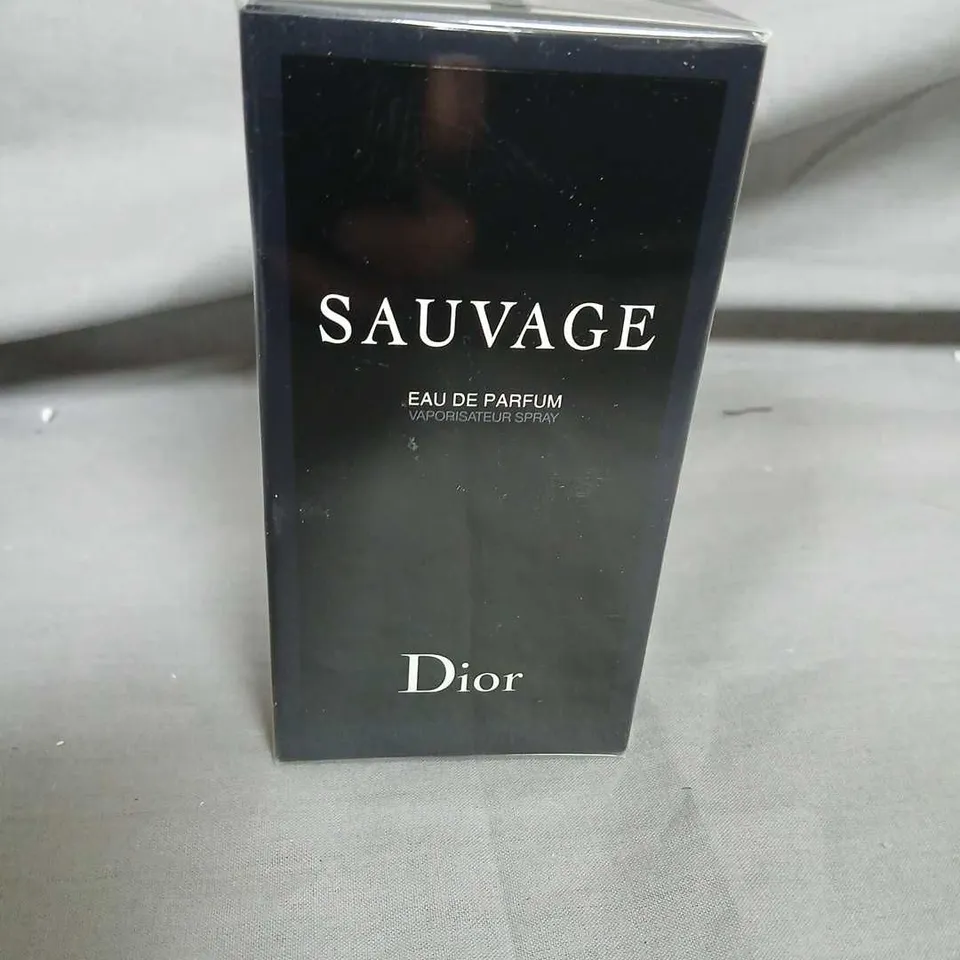 SAUVAGE
EAU DE PARFUM
VAPORISATEUR SPRAY
Dior